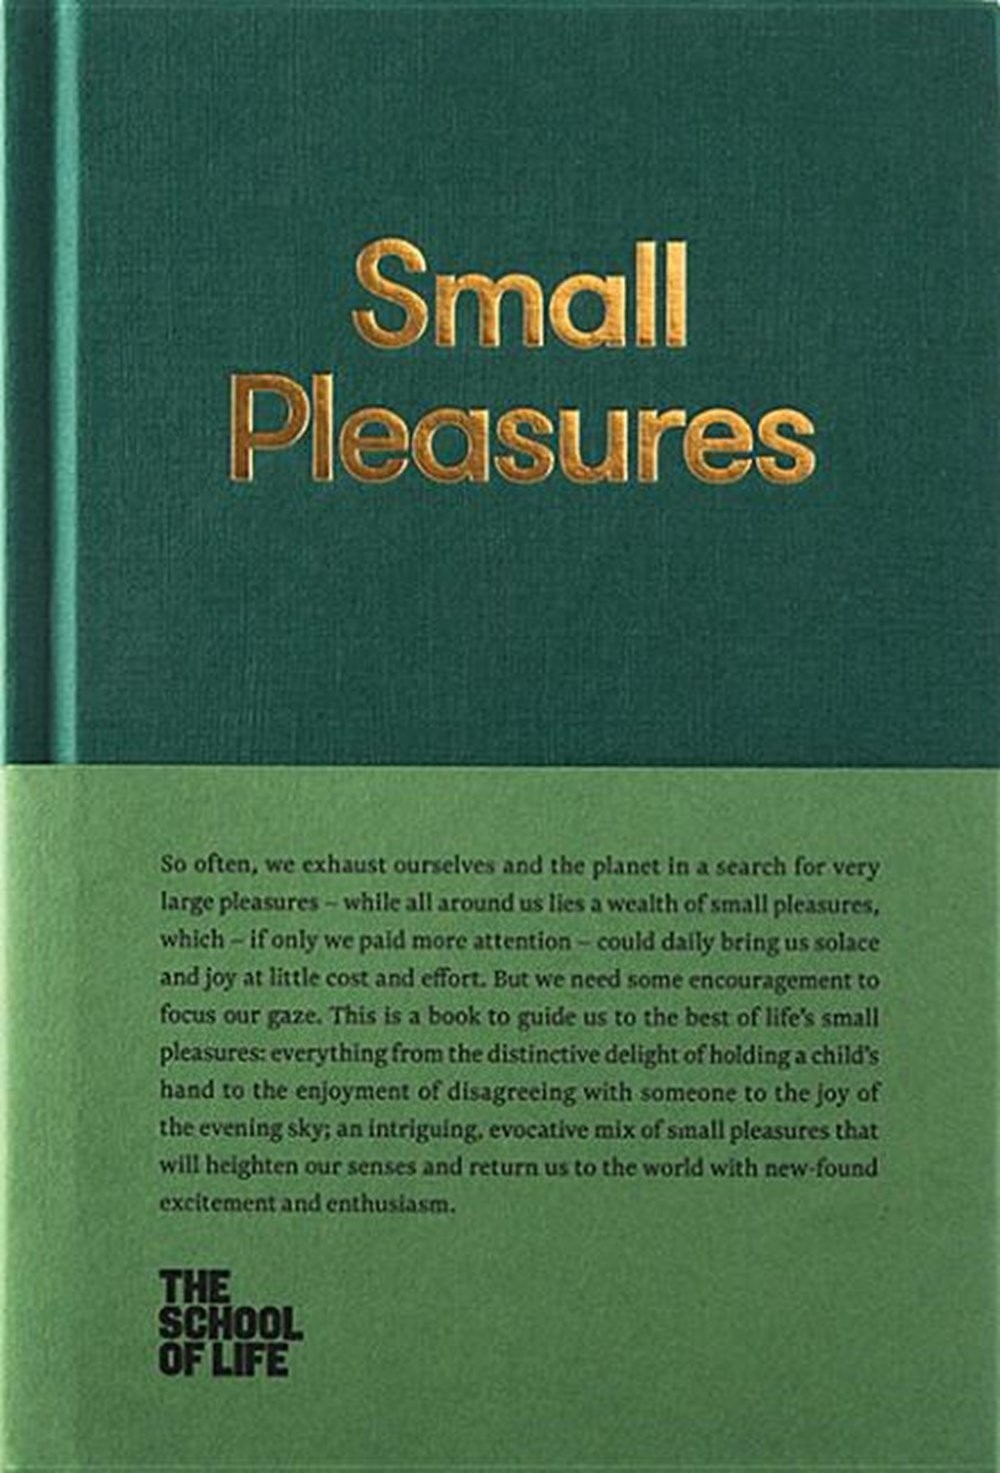 Small
Pleasures
So often, we exhaust ourselves and the planet in a search for very
large pleasures – while all around us lies a wealth of small pleasures,
which – if only we paid more attention – could daily bring us solace
and joy at little cost and effort. But we need some encouragement to
focus our gaze. This is a book to guide us to the best of life's small
pleasures: everything from the distinctive delight of holding a child's
hand to the enjoyment of disagreeing with someone to the joy of
the evening sky; an intriguing, evocative mix of small pleasures that
will heighten our senses and return us to the world with new-found
excitement and enthusiasm.
THE
SCHOOL
OF LIFE